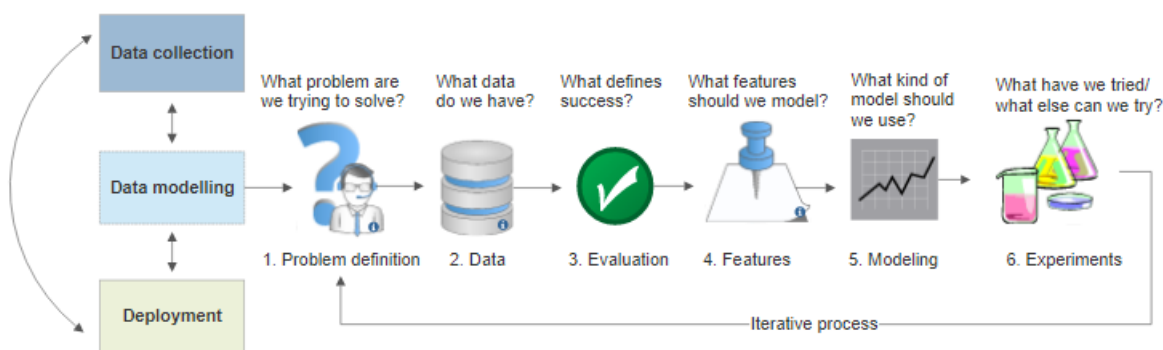 Data collection
Data modelling
Deployment
What problem are
we trying to solve?
What data
do we have?
What defines
success?
What features
should we model?
What kind of
model should
we use?
What have we tried/
what else can we try?
1. Problem definition
2. Data
3. Evaluation
4. Features
5. Modeling
6. Experiments
Iterative process